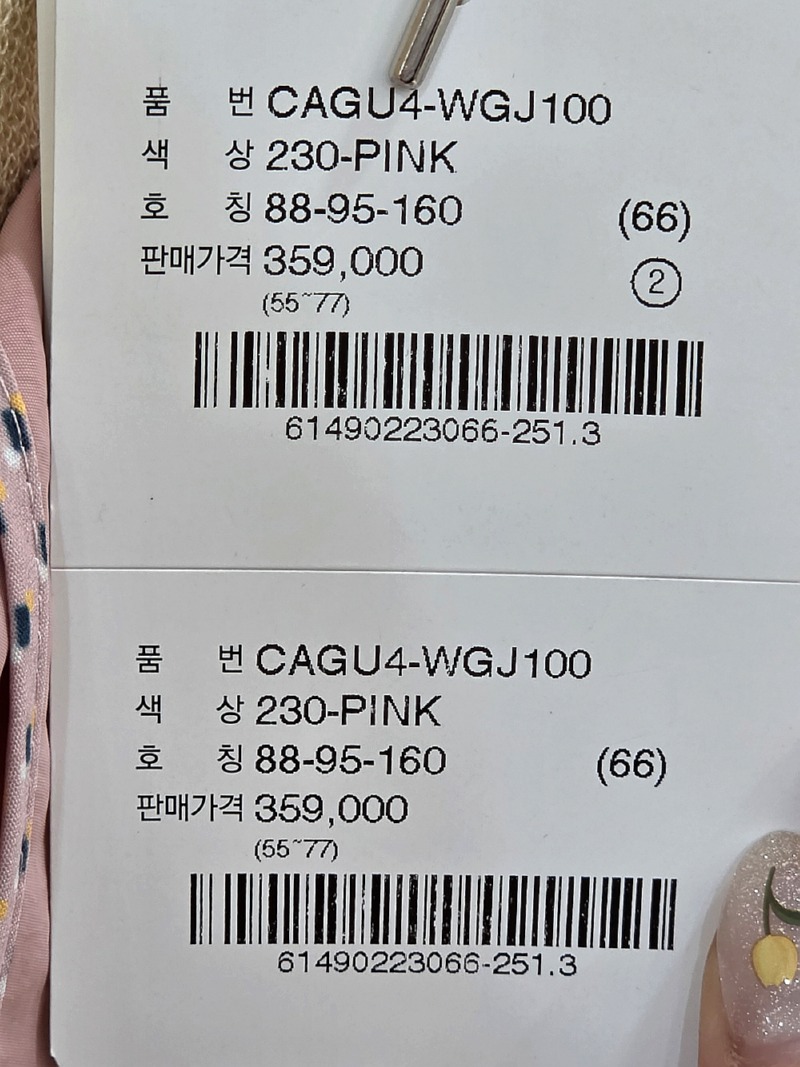 품 번 CAGU4-WGJ100
색 상 230-PINK
호 칭 88-95-160 (66)
판매가격 359,000 ②
(55~77)
61490223066-251.3
품 번 CAGU4-WGJ100
색 상 230-PINK
호 칭 88-95-160 (66)
판매가격 359,000
(55~77)
61490223066-251.3